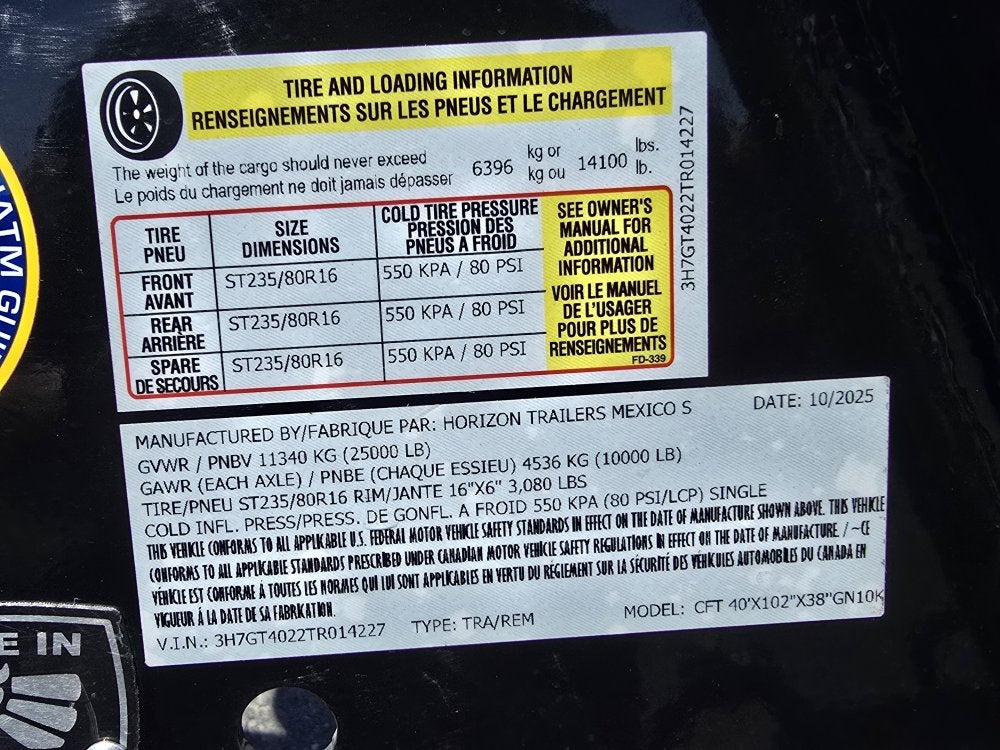 TIRE AND LOADING INFORMATION
RENSEIGNEMENTS SUR LES PNEUS ET LE CHARGEMENT
The weight of the cargo should never exceed 6396 kg or 14100 lbs.
Le poids du chargement ne doit jamais dépasser kg ou lb.
TIRE PNEU SIZE DIMENSIONS COLD TIRE PRESSURE PRESSION DES PNEUS A FROID
FRONT AVANT ST235/80R16 550 KPA / 80 PSI
REAR ARRIÈRE ST235/80R16 550 KPA / 80 PSI
SPARE DE SECOURS ST235/80R16 550 KPA / 80 PSI
SEE OWNER'S
MANUAL FOR
ADDITIONAL
INFORMATION
VOIR LE MANUEL
DE L'USAGER
POUR PLUS DE
RENSEIGNEMENTS
FD-339
3H7GT4022TR014227
MANUFACTURED BY/FABRIQUE PAR: HORIZON TRAILERS MEXICO S DATE: 10/2025
GVWR / PNBV 11340 KG (25000 LB)
GAWR (EACH AXLE) / PNBE (CHAQUE ESSIEU) 4536 KG (10000 LB)
TIRE/PNEU ST235/80R16 RIM/JANTE 16"X6" 3,080 LBS
COLD INFL. PRESS/PRESS. DE GONFL. A FROID 550 KPA (80 PSI/LCP) SINGLE
THIS VEHICLE CONFORMS TO ALL APPLICABLE U.S. FEDERAL MOTOR VEHICLE SAFETY STANDARDS IN EFFECT ON THE DATE OF MANUFACTURE SHOWN ABOVE. THIS VEHICLE
CONFORMS TO ALL APPLICABLE STANDARDS PRESCRIBED UNDER CANADIAN MOTOR VEHICLE SAFETY REGULATIONS IN EFFECT ON THE DATE OF MANUFACTURE. / ~CE
VÉHICLE EST CONFORME À TOUTES LES NORMES QUI LUI SONT APPLICABLES EN VERTU DU RÉGIEMENT SUR LA SÉCURITÉ DES VÉHICULES AUTOMOBILES DU CANADA EN
VIGUEUR À LA DATE DE SA FABRICATION.
V.I.N.: 3H7GT4022TR014227 TYPE: TRA/REM MODEL: CFT 40'X102"X38"GN10K
E IN
NATM GUI